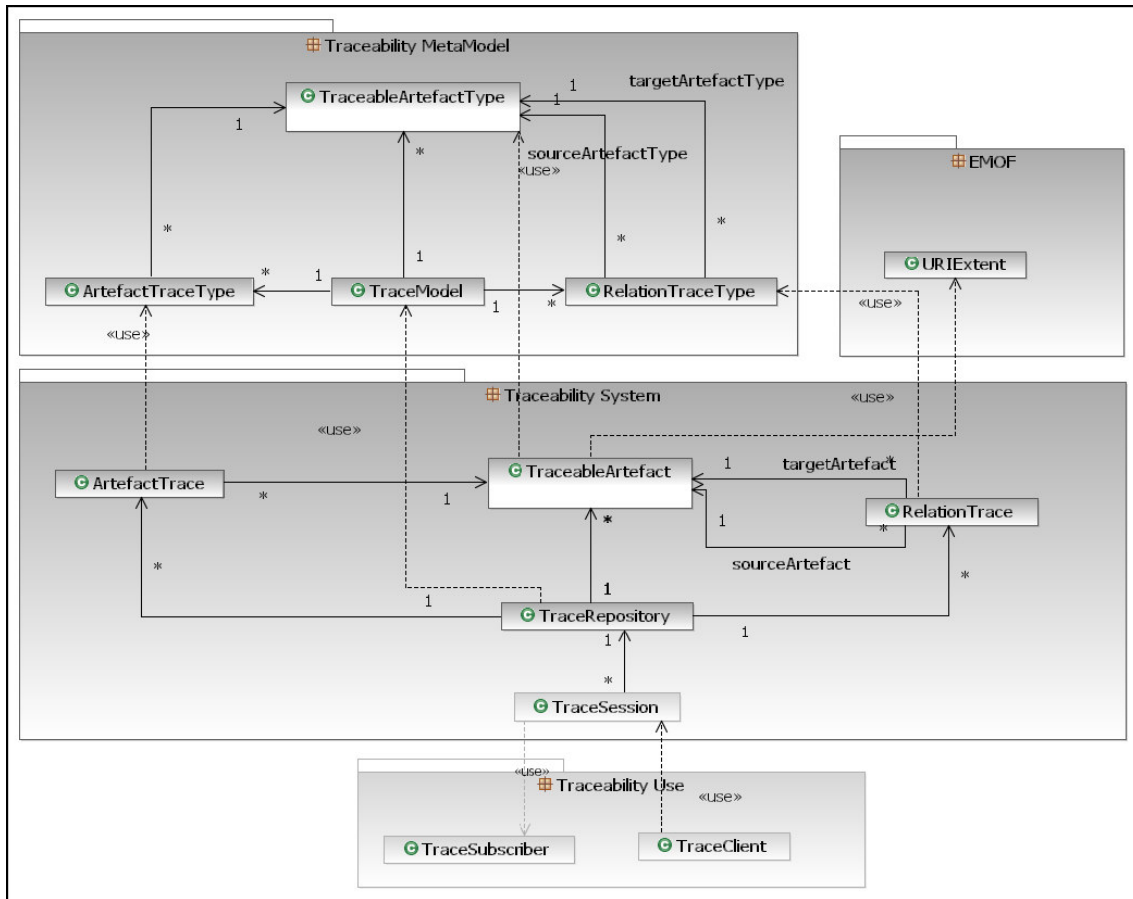 Traceability MetaModel
targetArtefactType
1
TraceableArtefactType
1
1
*
sourceArtefactType
«use»
EMOF
*
*
*
URIExtent
1
*
1
ArtefactTraceType
TraceModel
1
*
RelationTraceType
«use»
«use»
Traceability System
«use»
«use»
TraceableArtefact
1
targetArtefact
*
ArtefactTrace
*
1
RelationTrace
*
1
*
sourceArtefact
*
1
*
1
TraceRepository
1
1
*
TraceSession
«use»
Traceability Use
«use»
TraceSubscriber
TraceClient